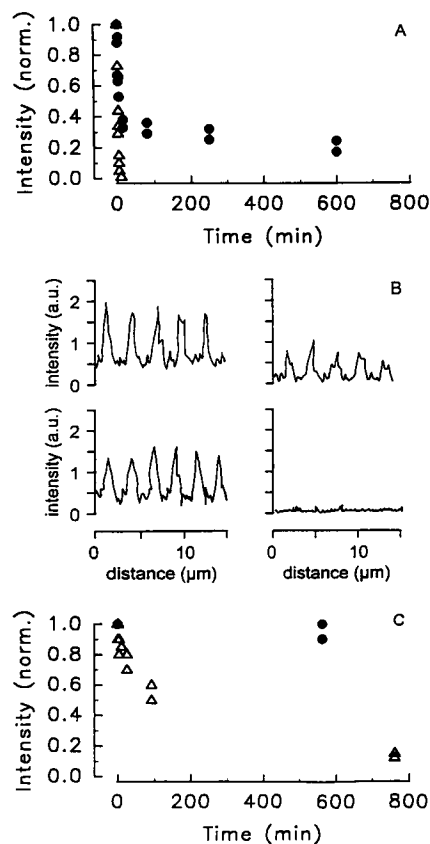 A
Intensity (norm.)
1.0
0.8
0.6
0.4
0.2
0.0
0 200 400 600 800
Time (min)
B
intensity (a.u.)
2
1
0
intensity (a.u.)
2
1
0
0 10
distance (µm)
0 10
distance (µm)
C
Intensity (norm.)
1.0
0.8
0.6
0.4
0.2
0.0
0 200 400 600 800
Time (min)